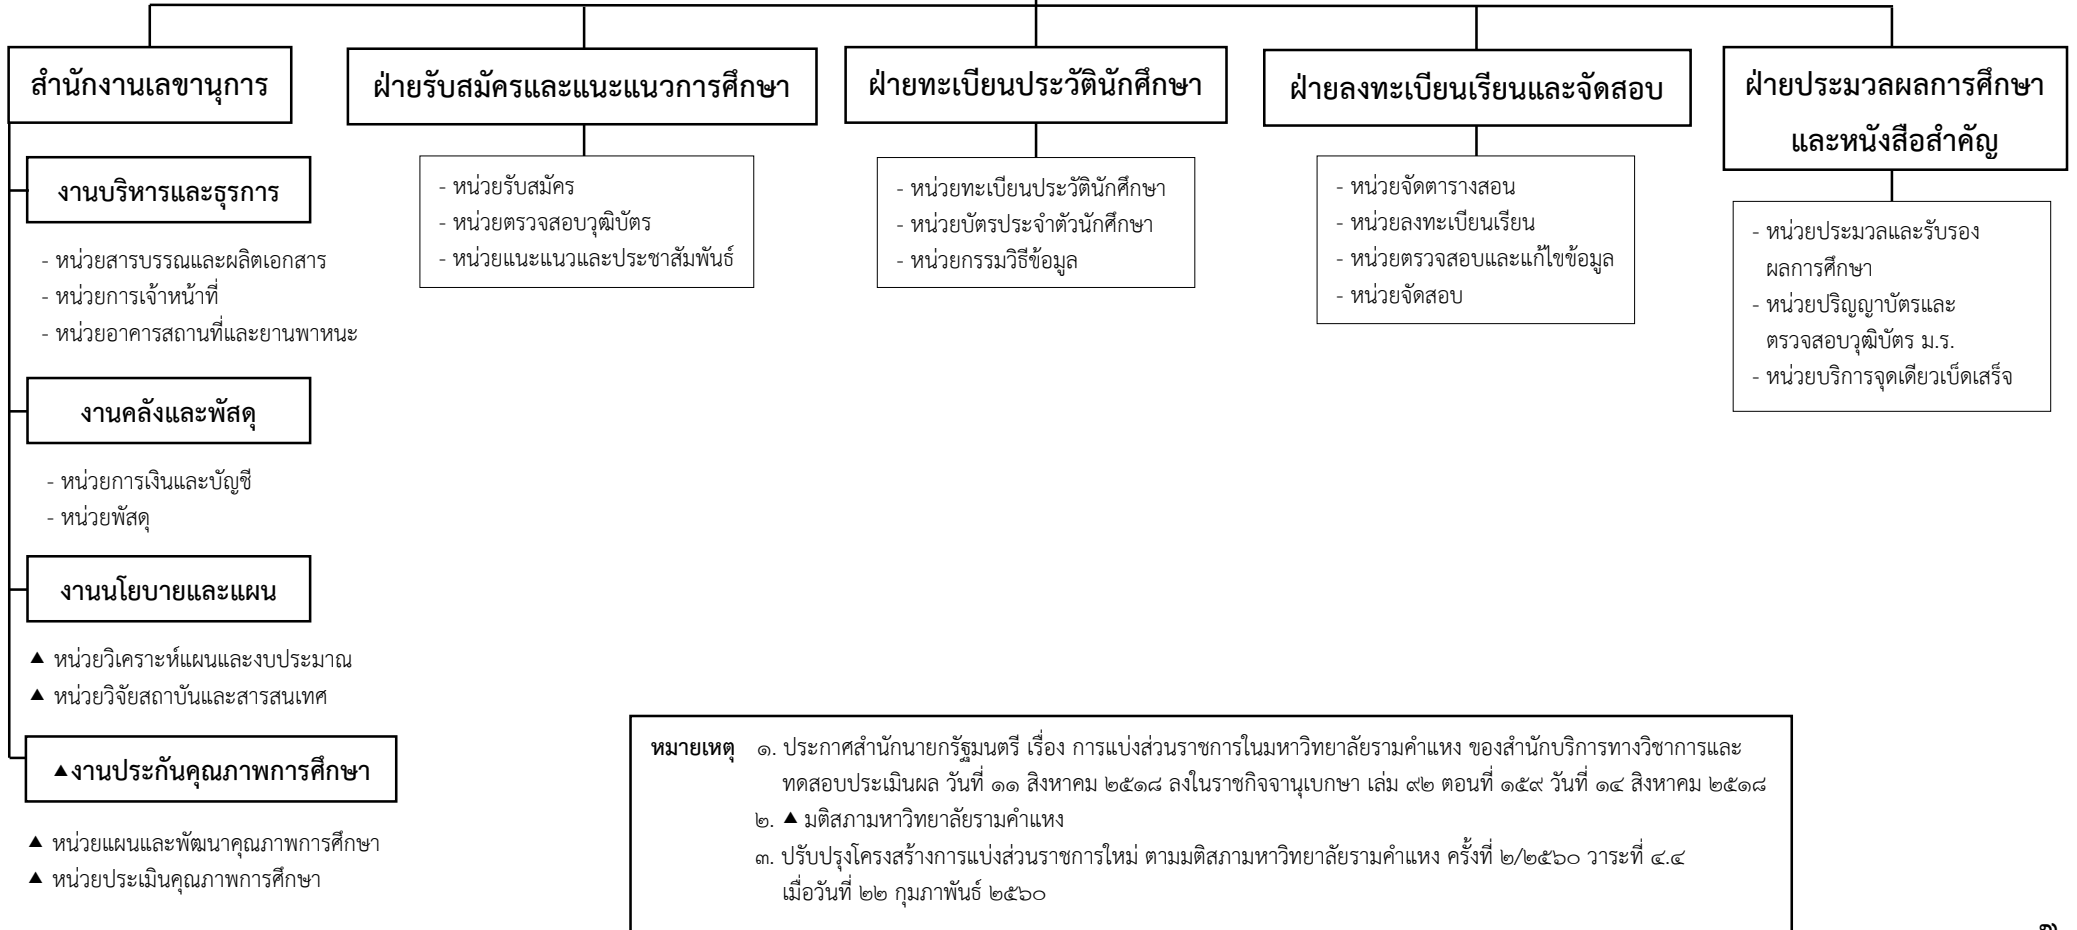 สำนักงานเลขานุการ
งานบริหารและธุรการ
- หน่วยสารบรรณและผลิตเอกสาร
- หน่วยการเจ้าหน้าที่
- หน่วยอาคารสถานที่และยานพาหนะ
งานคลังและพัสดุ
- หน่วยการเงินและบัญชี
- หน่วยพัสดุ
งานนโยบายและแผน
▲ หน่วยวิเคราะห์แผนและงบประมาณ
▲ หน่วยวิจัยสถาบันและสารสนเทศ
▲งานประกันคุณภาพการศึกษา
▲ หน่วยแผนและพัฒนาคุณภาพการศึกษา
▲ หน่วยประเมินคุณภาพการศึกษา
ฝ่ายรับสมัครและแนะแนวการศึกษา
- หน่วยรับสมัคร
- หน่วยตรวจสอบวุฒิบัตร
- หน่วยแนะแนวและประชาสัมพันธ์
ฝ่ายทะเบียนประวัตินักศึกษา
- หน่วยทะเบียนประวัตินักศึกษา
- หน่วยบัตรประจำตัวนักศึกษา
- หน่วยกรรมวิธีข้อมูล
ฝ่ายลงทะเบียนเรียนและจัดสอบ
- หน่วยจัดตารางสอน
- หน่วยลงทะเบียนเรียน
- หน่วยตรวจสอบและแก้ไขข้อมูล
- หน่วยจัดสอบ
ฝ่ายประมวลผลการศึกษา
และหนังสือสำคัญ
- หน่วยประมวลและรับรอง
ผลการศึกษา
- หน่วยปริญญาบัตรและ
ตรวจสอบวุฒิบัตร ม.ร.
- หน่วยบริการจุดเดียวเบ็ดเสร็จ
หมายเหตุ ๑. ประกาศสำนักนายกรัฐมนตรี เรื่อง การแบ่งส่วนราชการในมหาวิทยาลัยรามคำแหง ของสำนักบริการทางวิชาการและ
ทดสอบประเมินผล วันที่ ๑๑ สิงหาคม ๒๕๑๘ ลงในราชกิจจานุเบกษา เล่ม ๙๒ ตอนที่ ๑๕๙ วันที่ ๑๔ สิงหาคม ๒๕๑๘
๒. ▲ มติสภามหาวิทยาลัยรามคำแหง
๓. ปรับปรุงโครงสร้างการแบ่งส่วนราชการใหม่ ตามมติสภามหาวิทยาลัยรามคำแหง ครั้งที่ ๒/๒๕๖๐ วาระที่ ๔.๔
เมื่อวันที่ ๒๒ กุมภาพันธ์ ๒๕๖๐